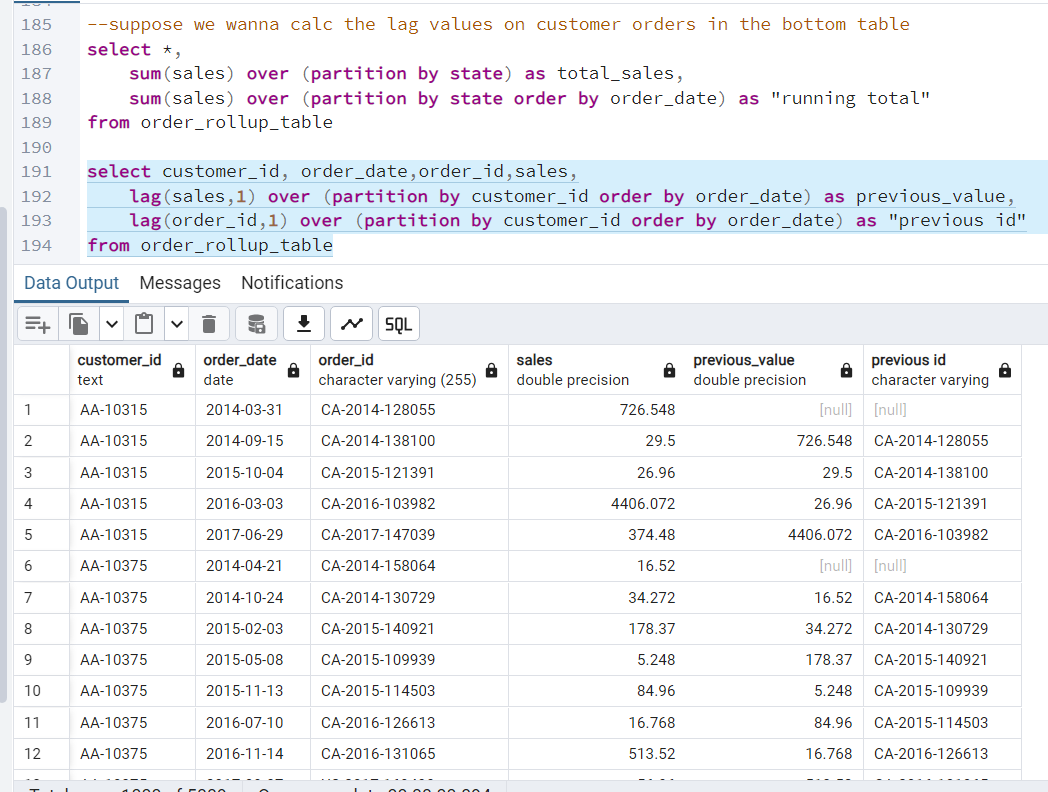 185 --suppose we wanna calc the lag values on customer orders in the bottom table
186 select *,
187 sum(sales) over (partition by state) as total_sales,
188 sum(sales) over (partition by state order by order_date) as "running total"
189 from order_rollup_table
190
191 select customer_id, order_date,order_id,sales,
192 lag(sales,1) over (partition by customer_id order by order_date) as previous_value,
193 lag(order_id,1) over (partition by customer_id order by order_date) as "previous id"
194 from order_rollup_table
Data Output Messages Notifications
SQL
customer_id order_date order_id sales previous_value previous id
text date character varying (255) double precision double precision character varying
1 AA-10315 2014-03-31 CA-2014-128055 726.548 [null] [null]
2 AA-10315 2014-09-15 CA-2014-138100 29.5 726.548 CA-2014-128055
3 AA-10315 2015-10-04 CA-2015-121391 26.96 29.5 CA-2014-138100
4 AA-10315 2016-03-03 CA-2016-103982 4406.072 26.96 CA-2015-121391
5 AA-10315 2017-06-29 CA-2017-147039 374.48 4406.072 CA-2016-103982
6 AA-10375 2014-04-21 CA-2014-158064 16.52 [null] [null]
7 AA-10375 2014-10-24 CA-2014-130729 34.272 16.52 CA-2014-158064
8 AA-10375 2015-02-03 CA-2015-140921 178.37 34.272 CA-2014-130729
9 AA-10375 2015-05-08 CA-2015-109939 5.248 178.37 CA-2015-140921
10 AA-10375 2015-11-13 CA-2015-114503 84.96 5.248 CA-2015-109939
11 AA-10375 2016-07-10 CA-2016-126613 16.768 84.96 CA-2015-114503
12 AA-10375 2016-11-14 CA-2016-131065 513.52 16.768 CA-2016-126613